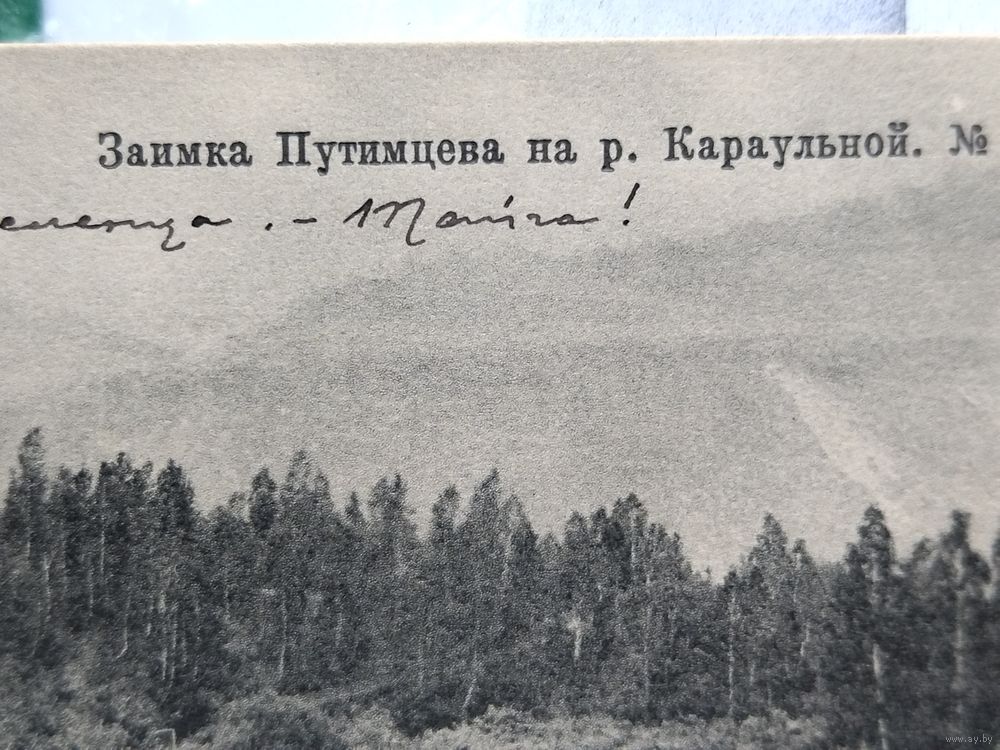 Заимка Путимцева на р. Караульной. №
. - Тайга!
www.ay.by